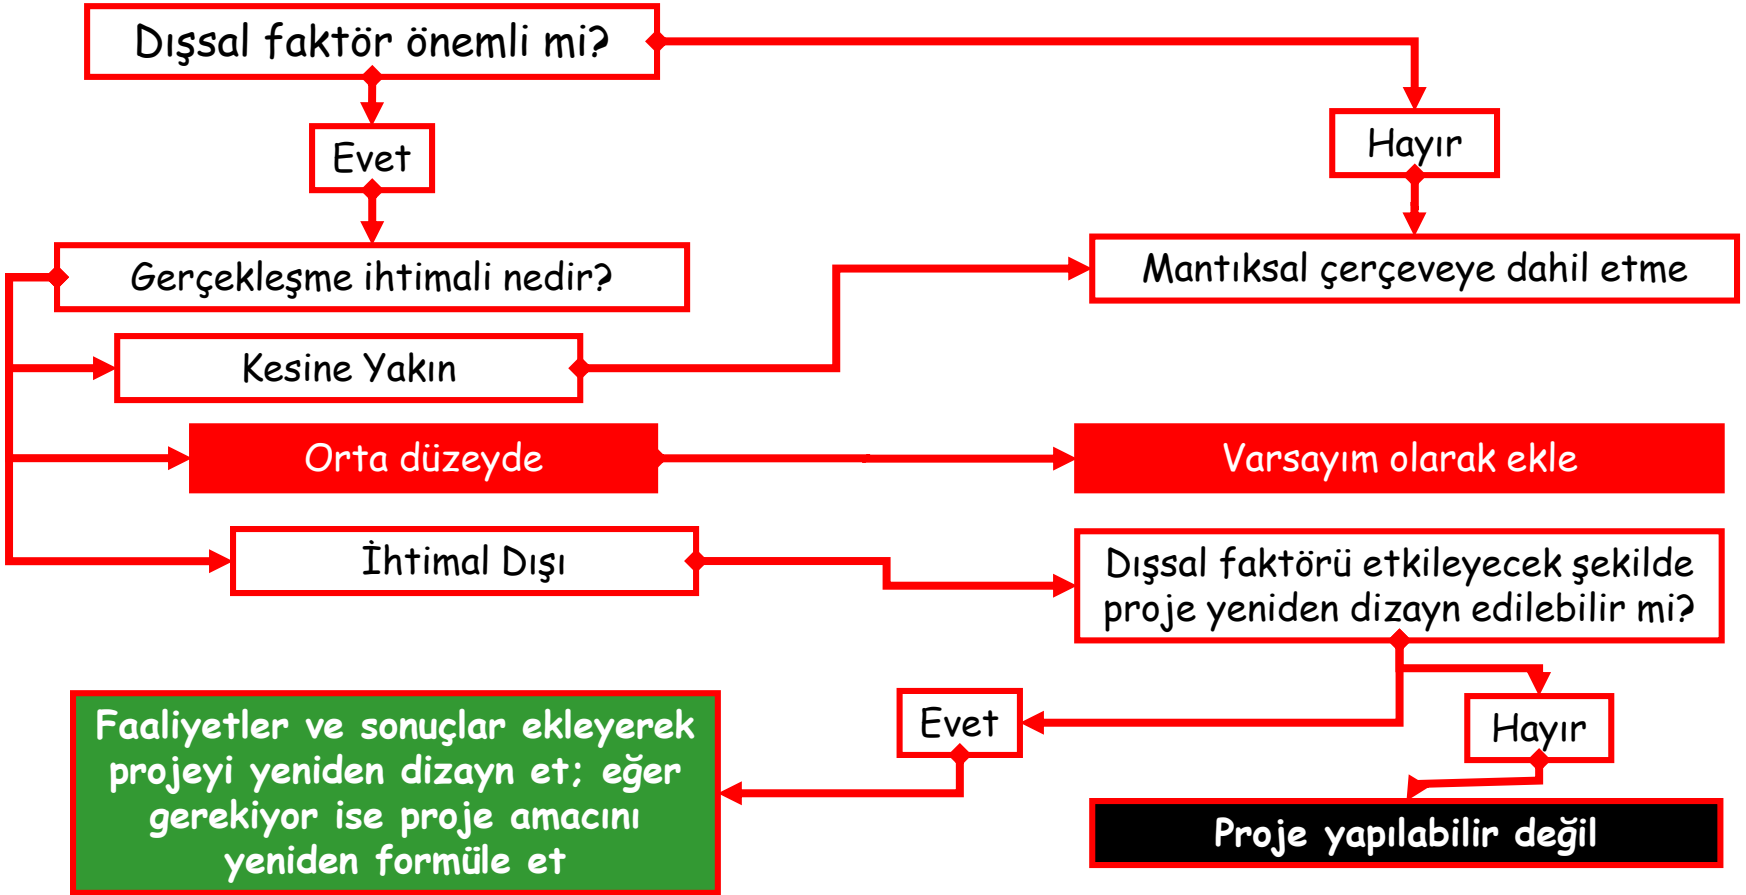 Dışsal faktör önemli mi?
Evet
Hayır
Gerçekleşme ihtimali nedir?
Mantıksal çerçeveye dahil etme
Kesine Yakın
Orta düzeyde
Varsayım olarak ekle
İhtimal Dışı
Dışsal faktörü etkileyecek şekilde
proje yeniden dizayn edilebilir mi?
Evet
Hayır
Faaliyetler ve sonuçlar ekleyerek
projeyi yeniden dizayn et; eğer
gerekiyor ise proje amacını
yeniden formüle et
Proje yapılabilir değil